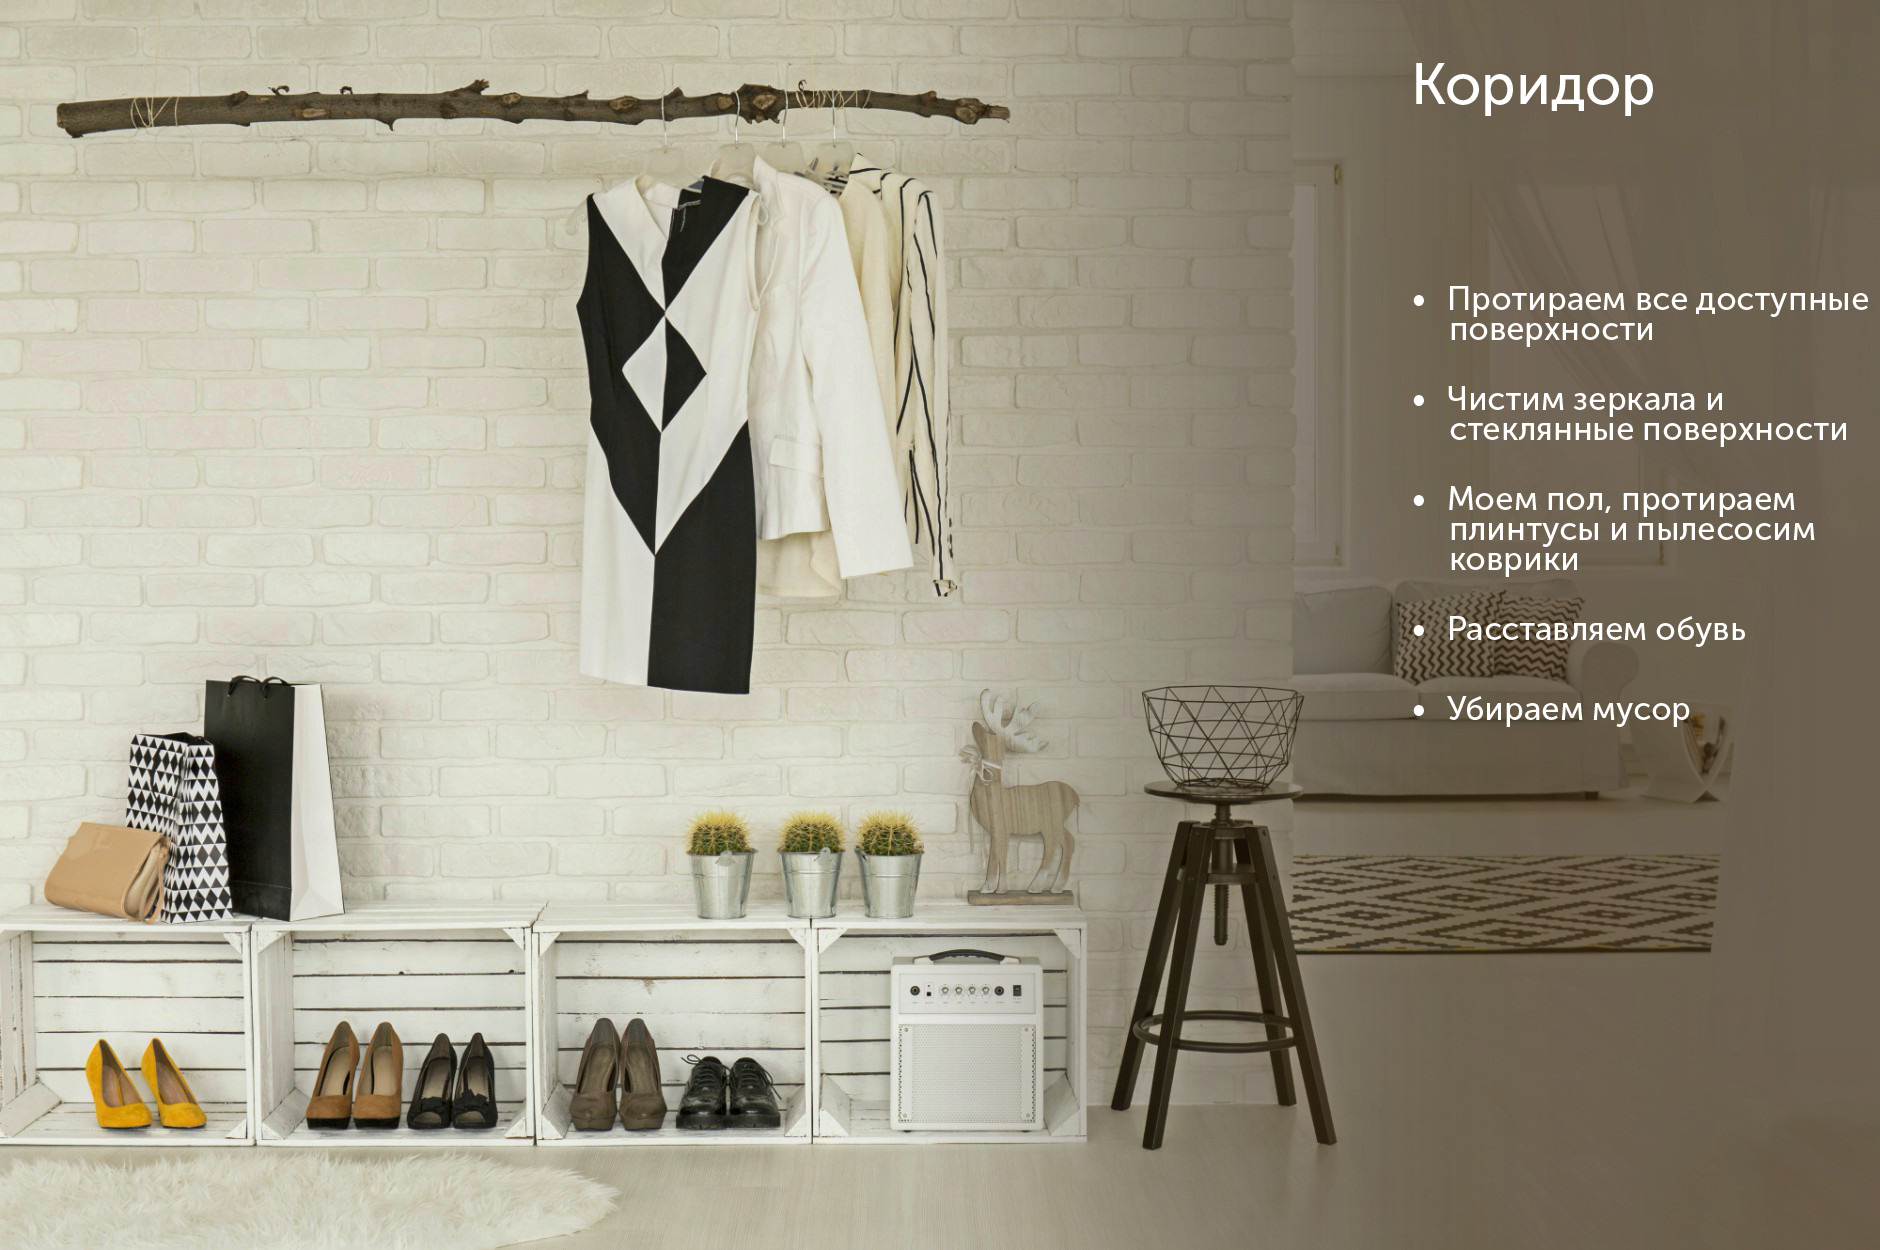 Коридор
• Протираем все доступные
поверхности
• Чистим зеркала и
стеклянные поверхности
• Моем пол, протираем
плинтусы и пылесосим
коврики
• Расставляем обувь
• Убираем мусор